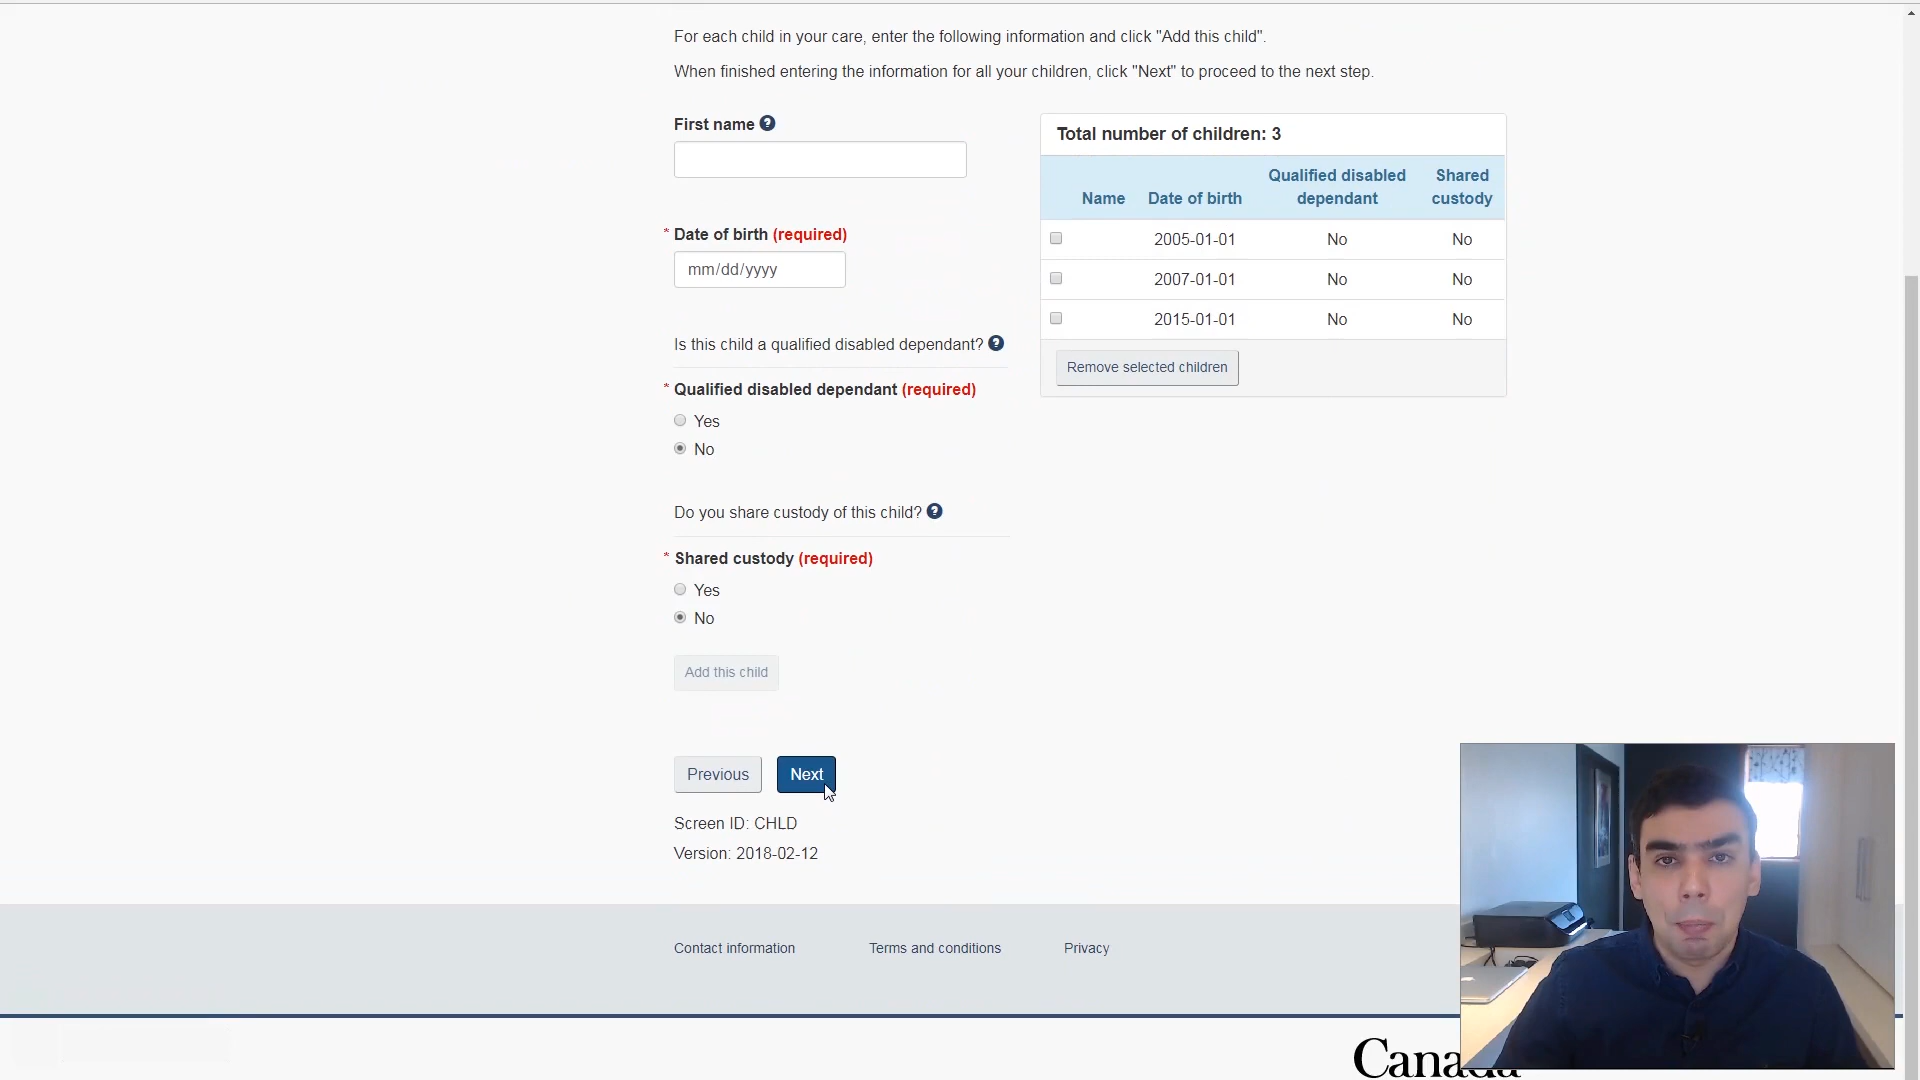 For each child in your care, enter the following information and click "Add this child".
When finished entering the information for all your children, click "Next" to proceed to the next step.
First name ?
* Date of birth (required)
mm/dd/yyyy
Is this child a qualified disabled dependant? ?
* Qualified disabled dependant (required)
Yes
No
Do you share custody of this child? ?
* Shared custody (required)
Yes
No
Add this child
Total number of children: 3
Name Date of birth Qualified disabled dependant Shared custody
2005-01-01 No No
2007-01-01 No No
2015-01-01 No No
Remove selected children
Previous Next
Screen ID: CHLD
Version: 2018-02-12
Contact information Terms and conditions Privacy